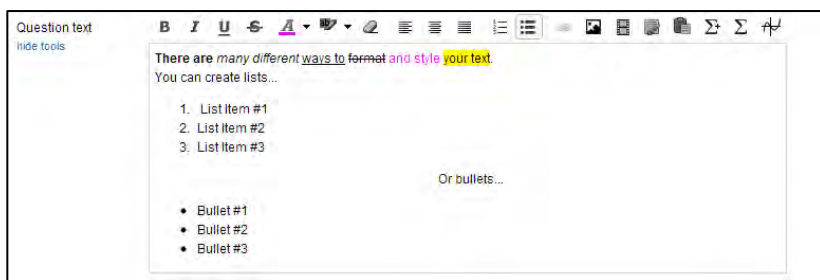 Question text
hide tools
B I U S A ABC Σ+ Σ
There are many different ways to format and style your text.
You can create lists...
1. List Item #1
2. List Item #2
3. List Item #3
Or bullets...
• Bullet #1
• Bullet #2
• Bullet #3